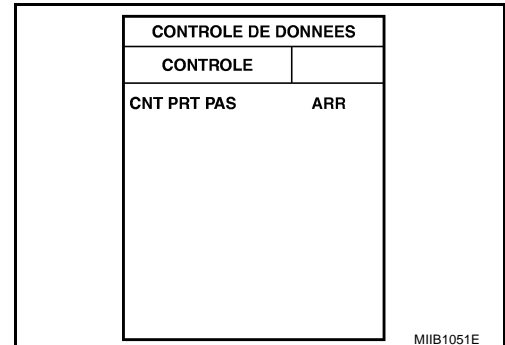 CONTROLE DE DONNEES
CONTROLE
CNT PRT PAS ARR
MIIB1051E